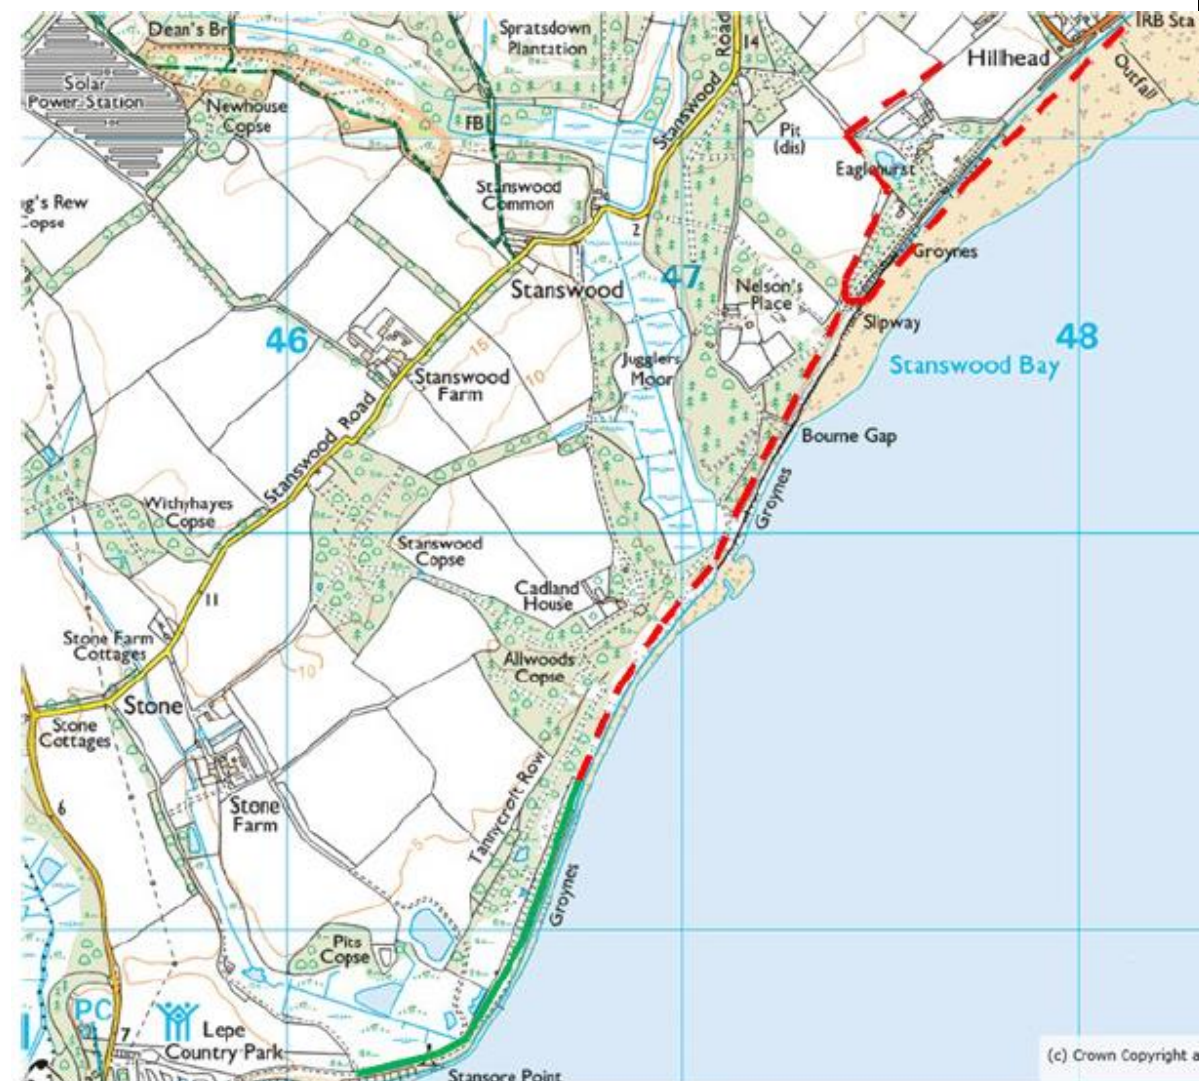 Dean's Br
Spratsdown
Plantation
Road
14
IRB Sta
Hillhead
Outfall
Solar
Power Station
Newhouse
Copse
FB
Stanswood
Pit
(dis)
Eaglehurst
Stanswood
Common
g's Rew
Copse
2
Groynes
47
Stanswood
Nelson's
Place
Slipway
46
48
Stanswood Bay
15
10
Jugglers
Moor
Stanswood
Farm
Stanswood Road
Bourne Gap
Groynes
Withyhayes
Copse
Stanswood
Copse
Cadland
House
11
Stone Farm
Cottages
10
Allwoods
Copse
Stone
Stone
Cottages
Tannycroft Row
6
Stone
Farm
5
Groynes
Pits
Copse
PC
7
Lepe
Country Park
1
Stansore Point
(c) Crown Copyright a